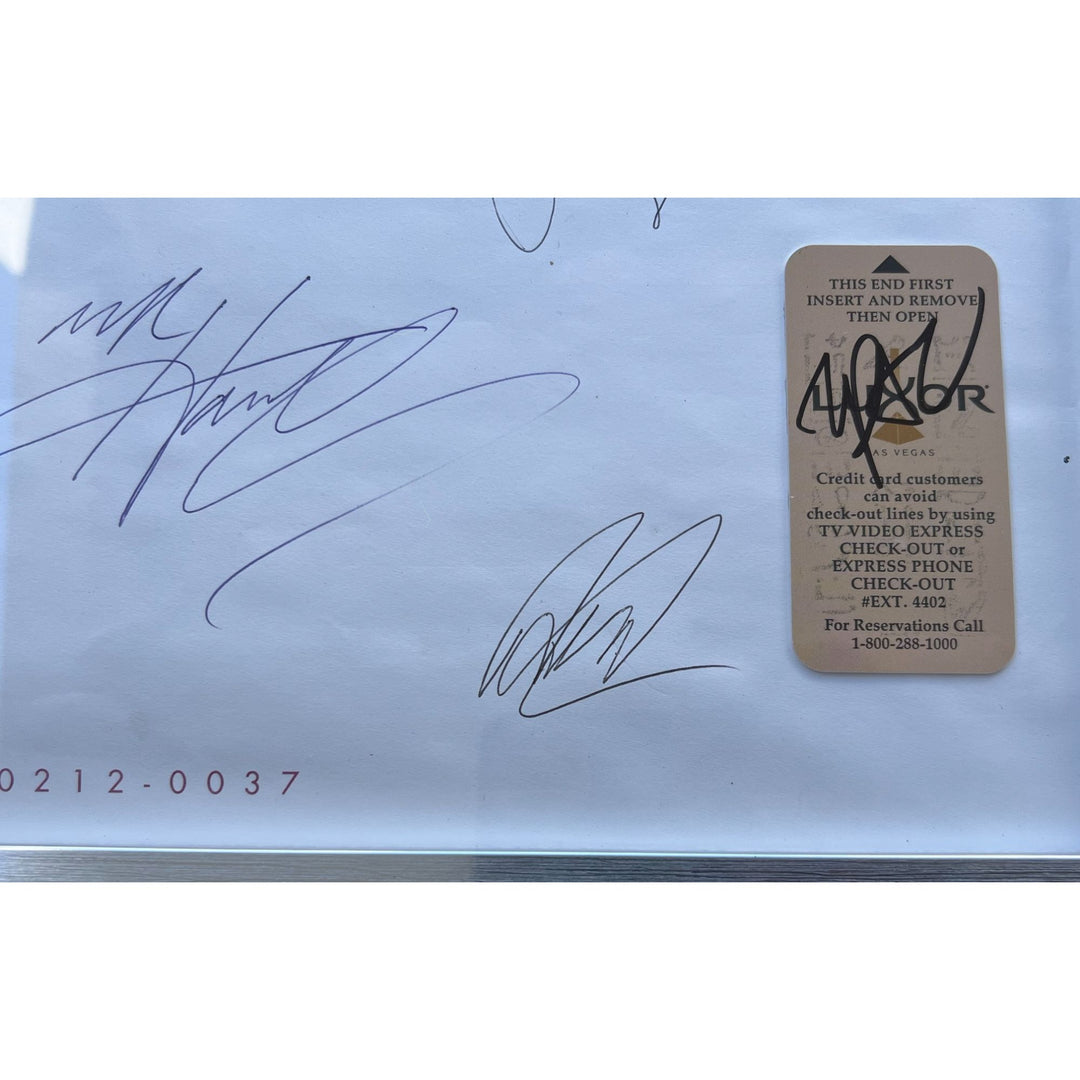 THIS END FIRST
INSERT AND REMOVE
THEN OPEN
LUXOR
LAS VEGAS
Credit card customers
can avoid
check-out lines by using
TV VIDEO EXPRESS
CHECK-OUT or
EXPRESS PHONE
CHECK-OUT
#EXT. 4402
For Reservations Call
1-800-288-1000
0212-0037